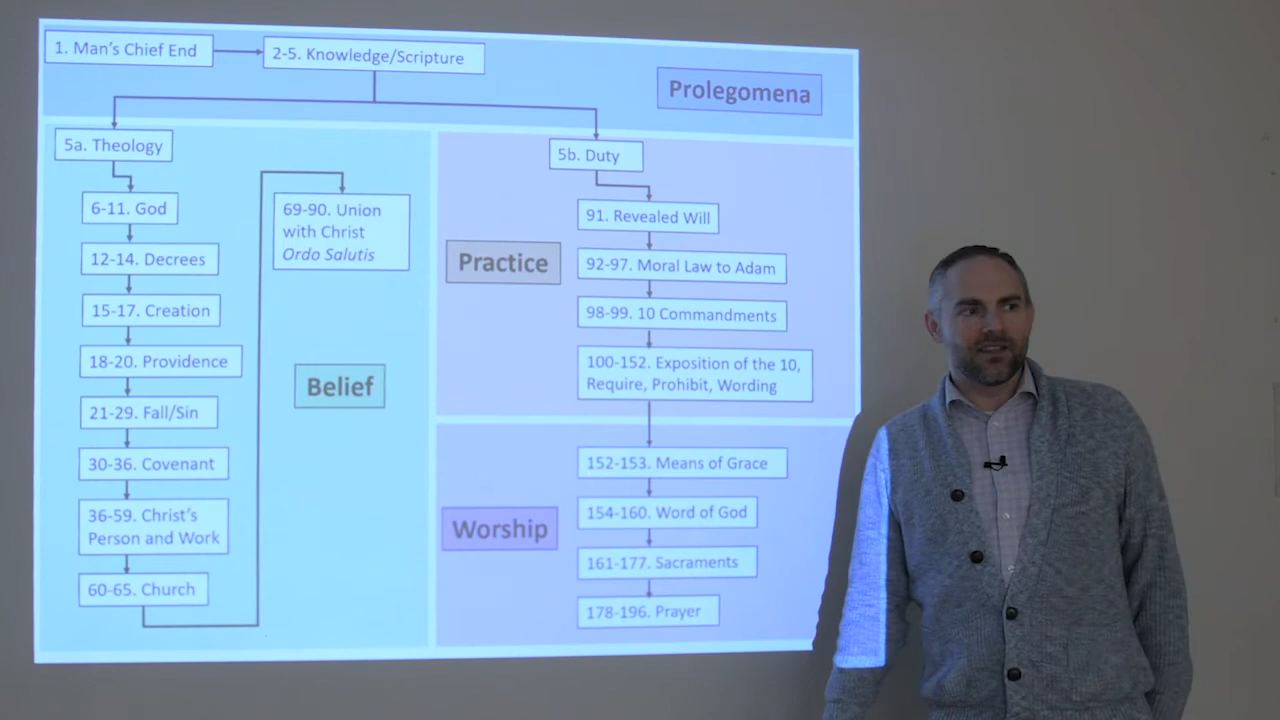 1. Man's Chief End
2-5. Knowledge/Scripture
Prolegomena
5a. Theology
6-11. God
12-14. Decrees
15-17. Creation
18-20. Providence
21-29. Fall/Sin
30-36. Covenant
36-59. Christ's
Person and Work
60-65. Church
69-90. Union
with Christ
Ordo Salutis
Belief
5b. Duty
91. Revealed Will
92-97. Moral Law to Adam
98-99. 10 Commandments
100-152. Exposition of the 10,
Require, Prohibit, Wording
Practice
152-153. Means of Grace
154-160. Word of God
161-177. Sacraments
178-196. Prayer
Worship